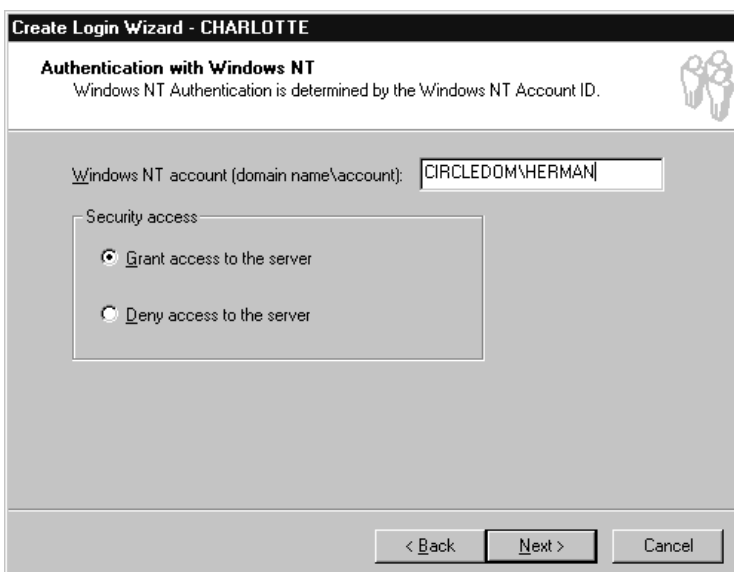 Create Login Wizard - CHARLOTTE
Authentication with Windows NT
Windows NT Authentication is determined by the Windows NT Account ID.
Windows NT account (domain name\account): CIRCLEDOM\HERMAN
Security access
Grant access to the server
Deny access to the server
< Back Next > Cancel